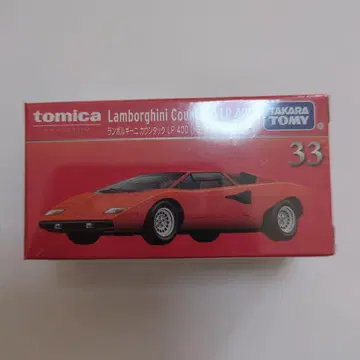 tomica
Lamborghini
TAKARA
TOMY
ランボルギーニ カウンタック LP 400
33